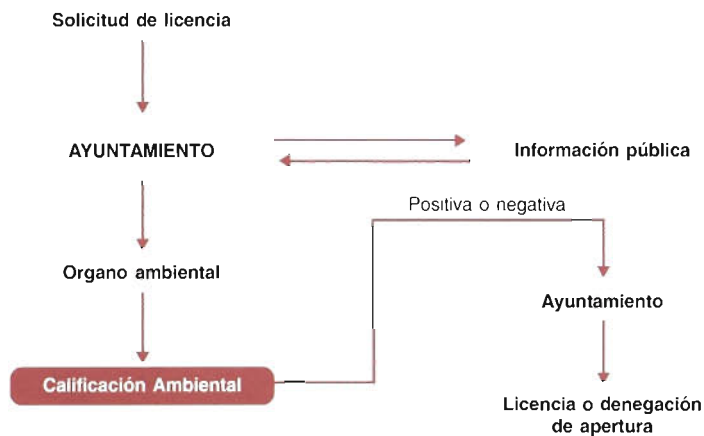 Solicitud de licencia
AYUNTAMIENTO
Información pública
Positiva o negativa
Organo ambiental
Ayuntamiento
Calificación Ambiental
Licencia o denegación
de apertura